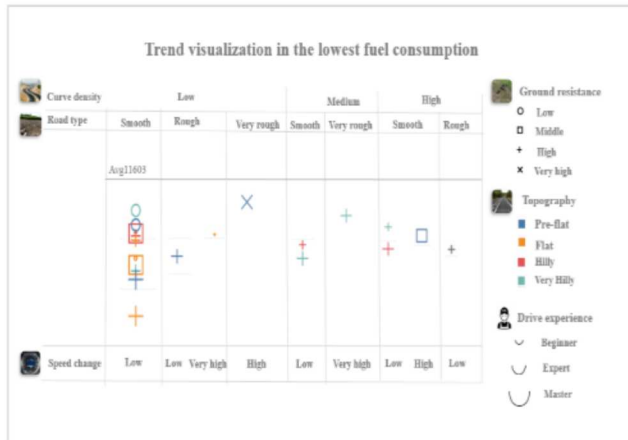 Trend visualization in the lowest fuel consumption
Curve density Low Medium High
Road type Smooth Rough Very rough Smooth Very rough Smooth Rough
Avg11603
Speed change Low Low Very high High Low Very high Low High Low
Ground resistance
Low
Middle
High
Very high
Topography
Pre-flat
Flat
Hilly
Very Hilly
Drive experience
Beginner
Expert
Master